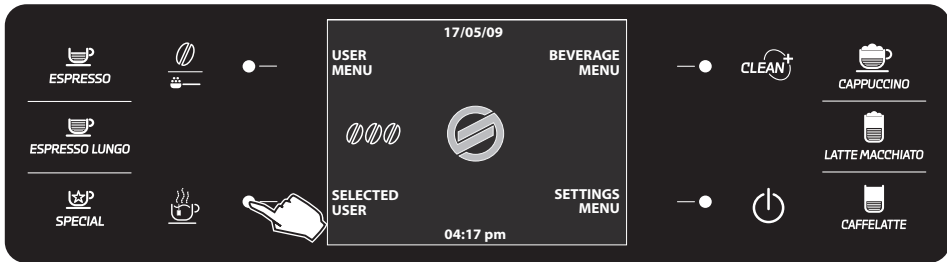 17/05/09
USER
MENU
BEVERAGE
MENU
ESPRESSO
CLEAN+
CAPPUCCINO
ESPRESSO LUNGO
LATTE MACCHIATO
SELECTED
USER
SETTINGS
MENU
SPECIAL
CAFFELATTE
04:17 pm